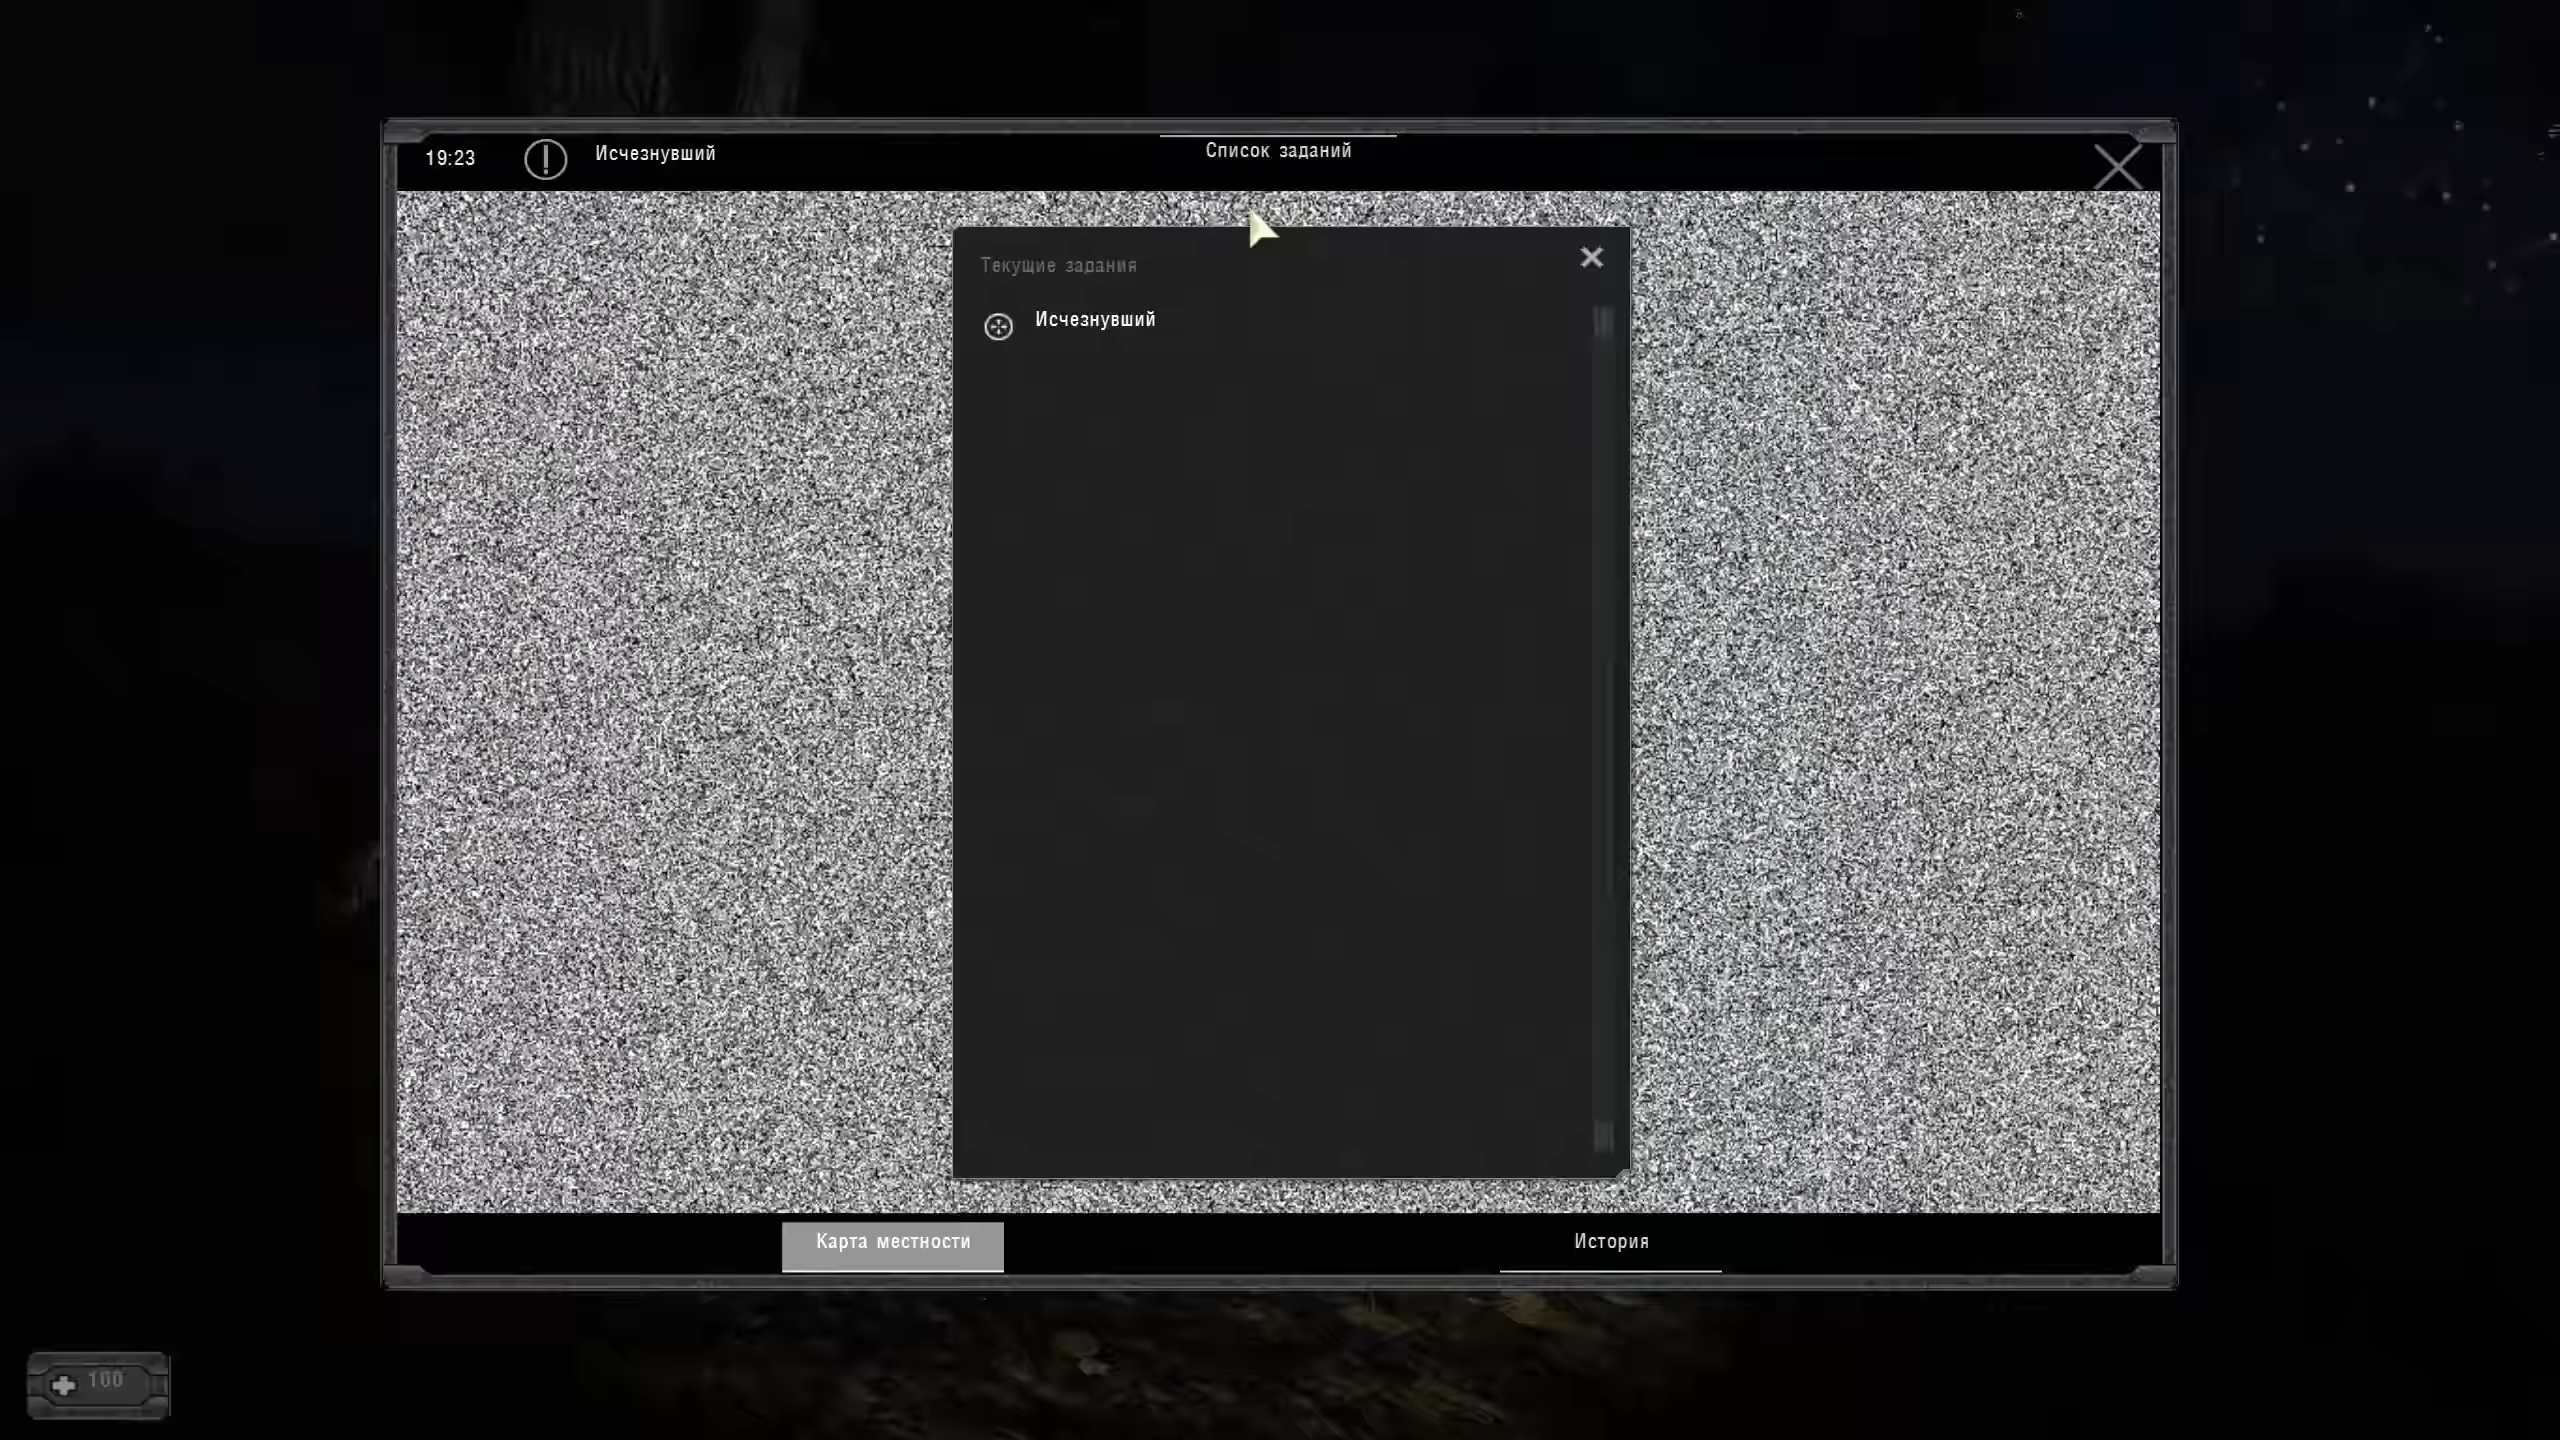 19:23
Исчезнувший
Список заданий
Текущие задания
Исчезнувший
Карта местности
История
100